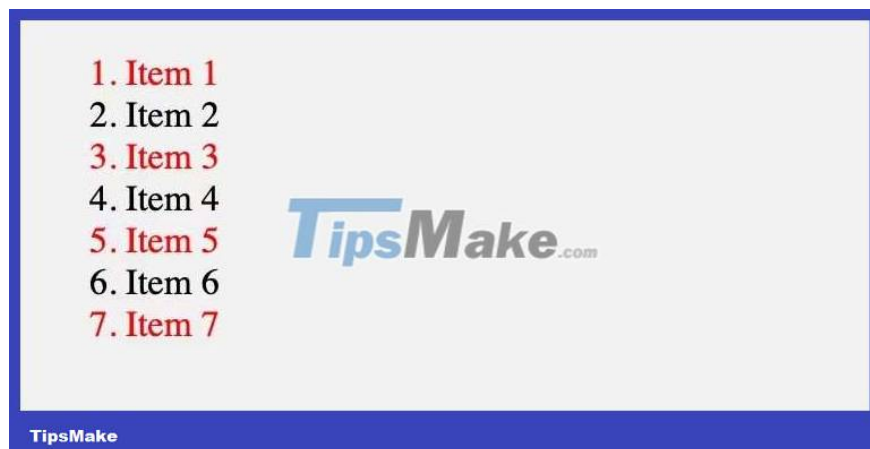 1. Item 1
2. Item 2
3. Item 3
4. Item 4
5. Item 5
6. Item 6
7. Item 7
TipsMake.com
TipsMake